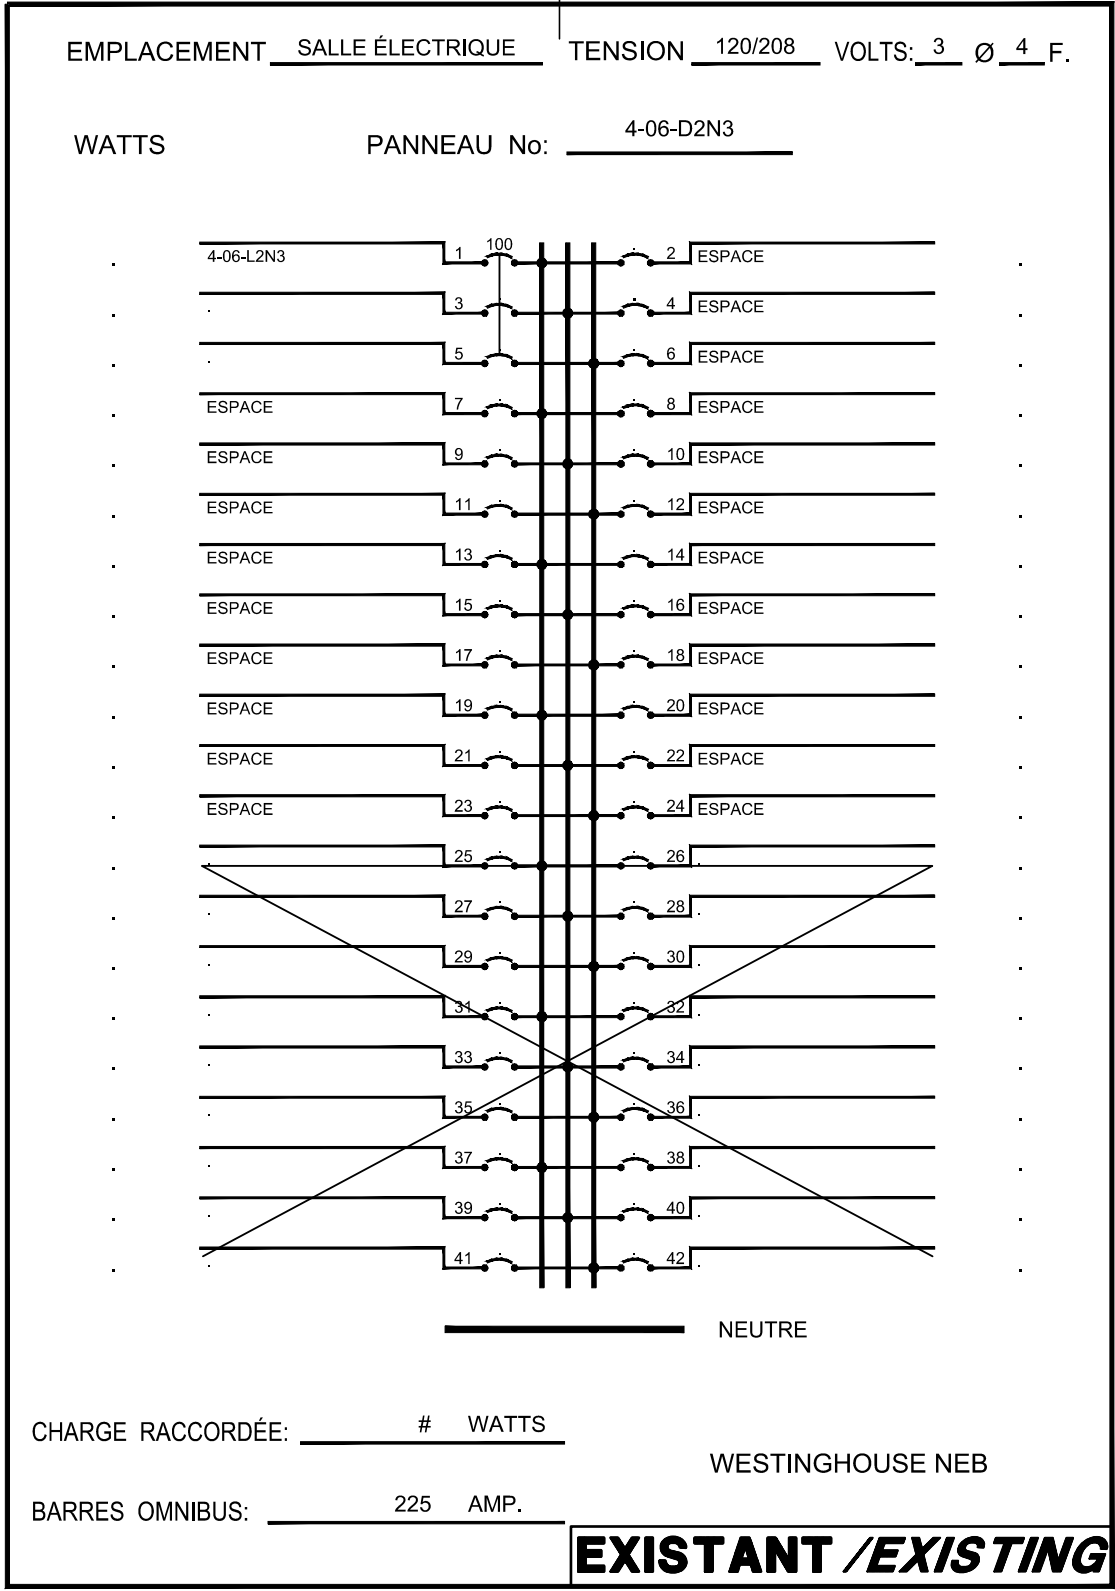 EMPLACEMENT SALLE ÉLECTRIQUE TENSION 120/208 VOLTS: 3 Ø 4 F.
WATTS PANNEAU No: 4-06-D2N3
4-06-L2N3 1 100 2 ESPACE
3 4 ESPACE
5 6 ESPACE
ESPACE 7 8 ESPACE
ESPACE 9 10 ESPACE
ESPACE 11 12 ESPACE
ESPACE 13 14 ESPACE
ESPACE 15 16 ESPACE
ESPACE 17 18 ESPACE
ESPACE 19 20 ESPACE
ESPACE 21 22 ESPACE
ESPACE 23 24 ESPACE
25 26
27 28
29 30
31 32
33 34
35 36
37 38
39 40
41 42
NEUTRE
CHARGE RACCORDÉE: # WATTS
WESTINGHOUSE NEB
BARRES OMNIBUS: 225 AMP.
EXISTANT /EXISTING